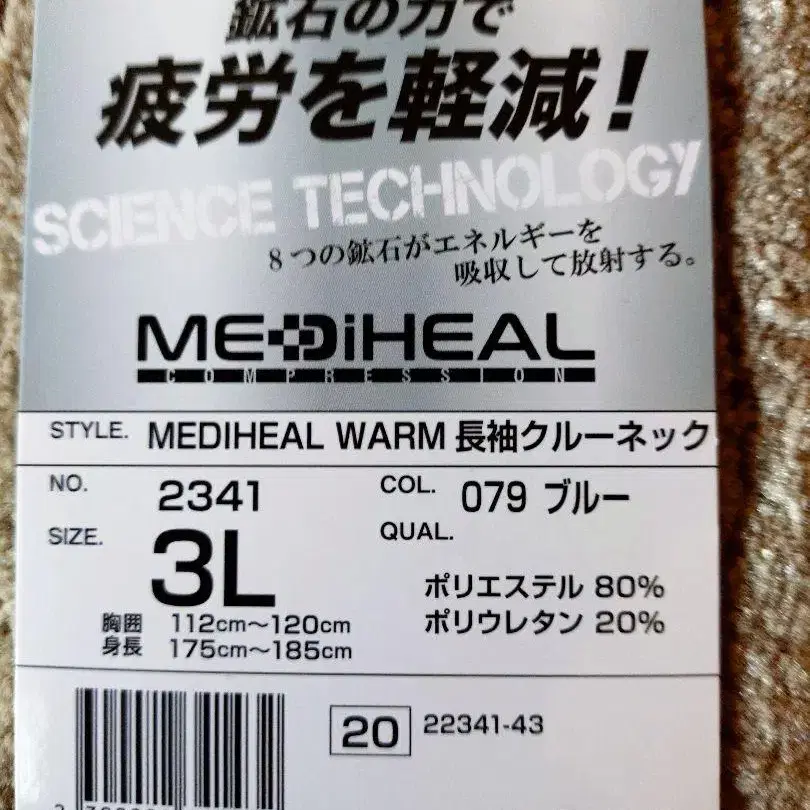 鉱石の力で
疲労を軽減!
SCIENCE TECHNOLOGY
8つの鉱石がエネルギーを
吸収して放射する。
MEDiHEAL
COMPRESSION
STYLE. MEDIHEAL WARM 長袖クルーネック
NO. 2341 COL. 079 ブルー
SIZE. 3L QUAL.
ポリエステル 80%
ポリウレタン 20%
胸囲 112cm〜120cm
身長 175cm〜185cm
20 22341-43